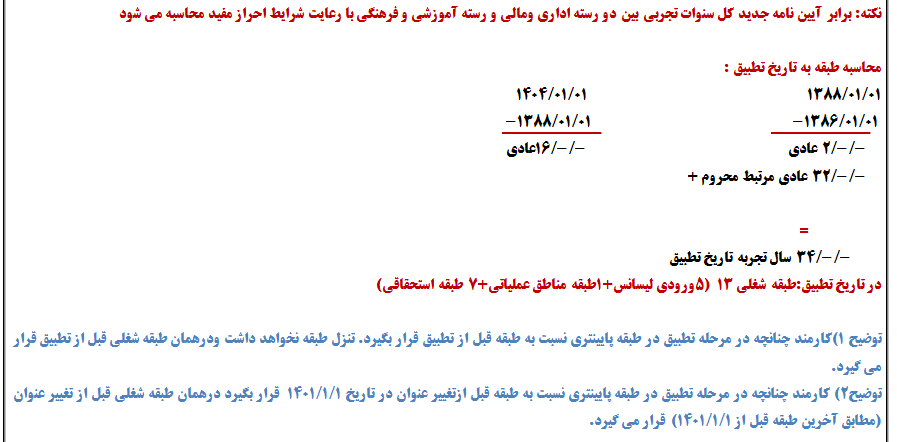 نکته: برابر آیین نامه جدید کل سنوات تجربی بین دو رسته اداری ومالی و رسته آموزشی و فرهنگی با رعایت شرایط احراز مفید محاسبه می شود
محاسبه طبقه به تاریخ تطبیق :
۱۳۸۸/۰۱/۰۱ ۱۴۰۴/۰۱/۰۱
−۱۳۸۶/۰۱/۰۱ −۱۳۸۸/۰۱/۰۱
۲/–/– عادی ۱۶/–/–عادی
۳۲/–/– عادی مرتبط محروم +
=
۳۴/–/– سال تجربه تاریخ تطبیق
در تاریخ تطبیق:طبقه شغلی ۱۳ (۵ورودی لیسانس+۱طبقه مناطق عملیاتی+۷ طبقه استحقاقی)
توضیح ۱)کارمند چنانچه در مرحله تطبیق در طبقه پایینتری نسبت به طبقه قبل از تطبیق قرار بگیرد. تنزل طبقه نخواهد داشت ودرهمان طبقه شغلی قبل از تطبیق قرار
می گیرد.
توضیح۲) کارمند چنانچه در مرحله تطبیق در طبقه پایینتری نسبت به طبقه قبل ازتغییر عنوان در تاریخ ۱۴۰۱/۱/۱ قرار بگیرد درهمان طبقه شغلی قبل از تغییر عنوان
(مطابق آخرین طبقه قبل از ۱۴۰۱/۱/۱) قرار می گیرد.